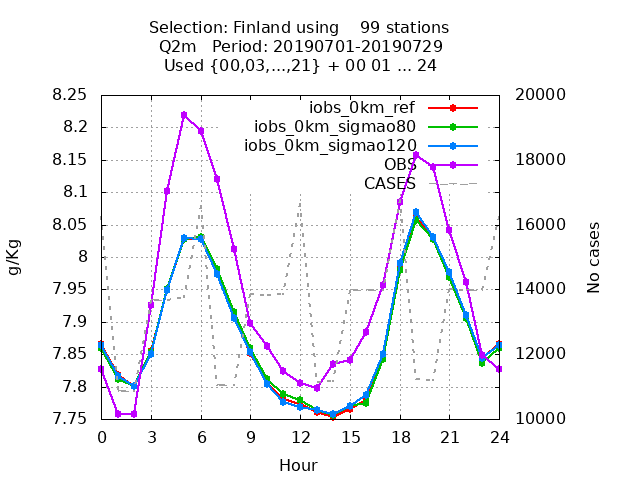 Selection: Finland using    99 stations
Q2m   Period: 20190701-20190729
Used {00,03,...,21} + 00 01 ... 24
8.25
8.2
8.15
8.1
8.05
8
7.95
7.9
7.85
7.8
7.75
g/Kg
iobs_0km_ref
iobs_0km_sigmao80
iobs_0km_sigmao120
OBS
CASES
20000
18000
16000
14000
12000
10000
No cases
0 3 6 9 12 15 18 21 24
Hour